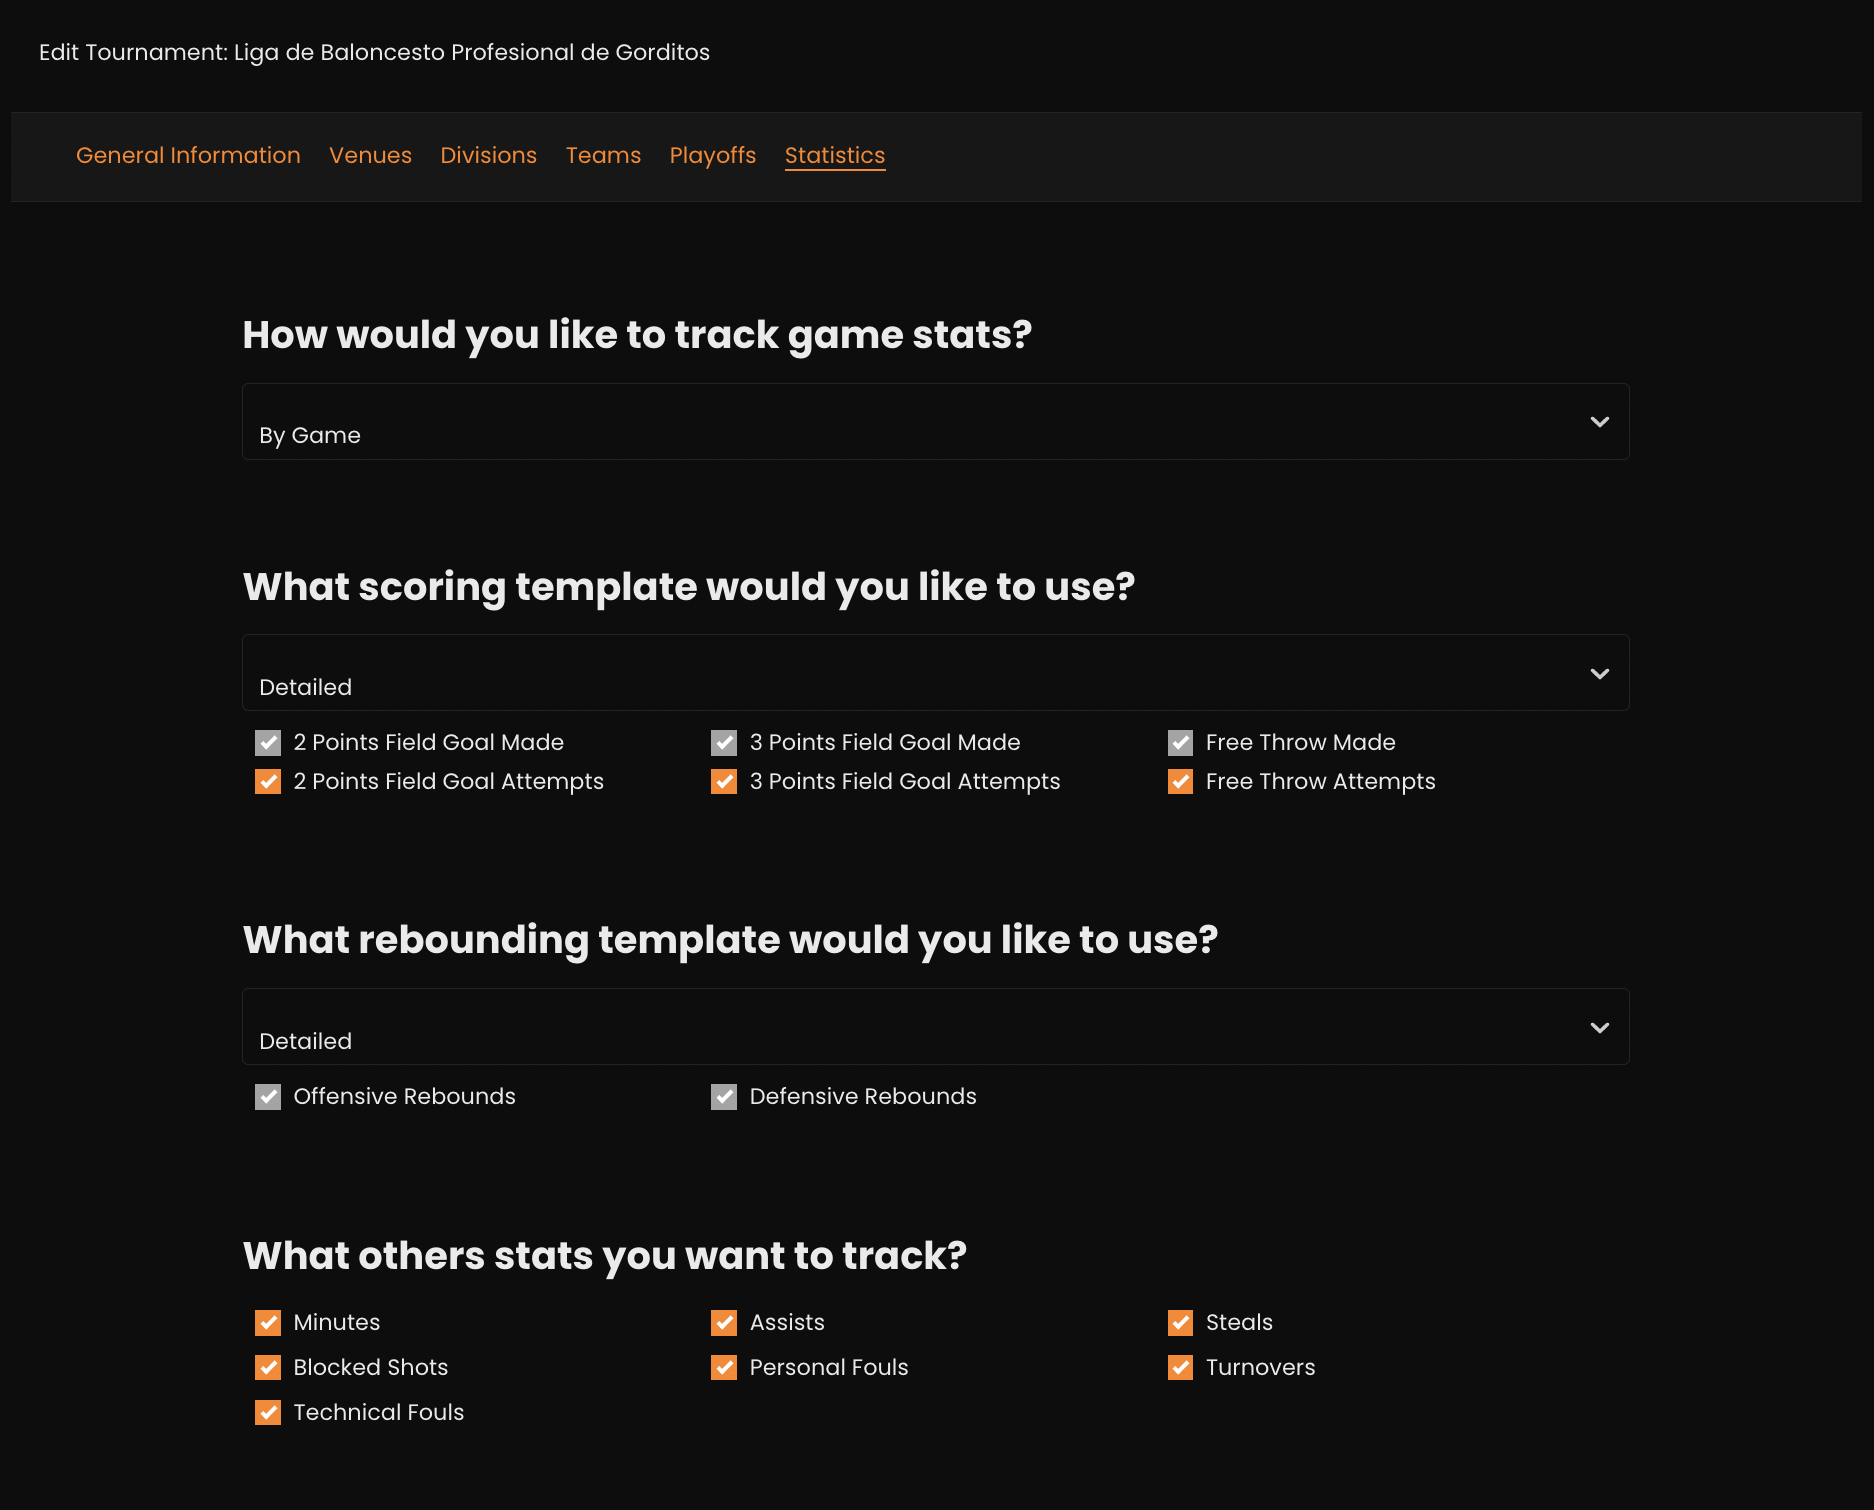 Edit Tournament: Liga de Baloncesto Profesional de Gorditos
General Information Venues Divisions Teams Playoffs Statistics
How would you like to track game stats?
By Game
What scoring template would you like to use?
Detailed
2 Points Field Goal Made 3 Points Field Goal Made Free Throw Made
2 Points Field Goal Attempts 3 Points Field Goal Attempts Free Throw Attempts
What rebounding template would you like to use?
Detailed
Offensive Rebounds Defensive Rebounds
What others stats you want to track?
Minutes Assists Steals
Blocked Shots Personal Fouls Turnovers
Technical Fouls